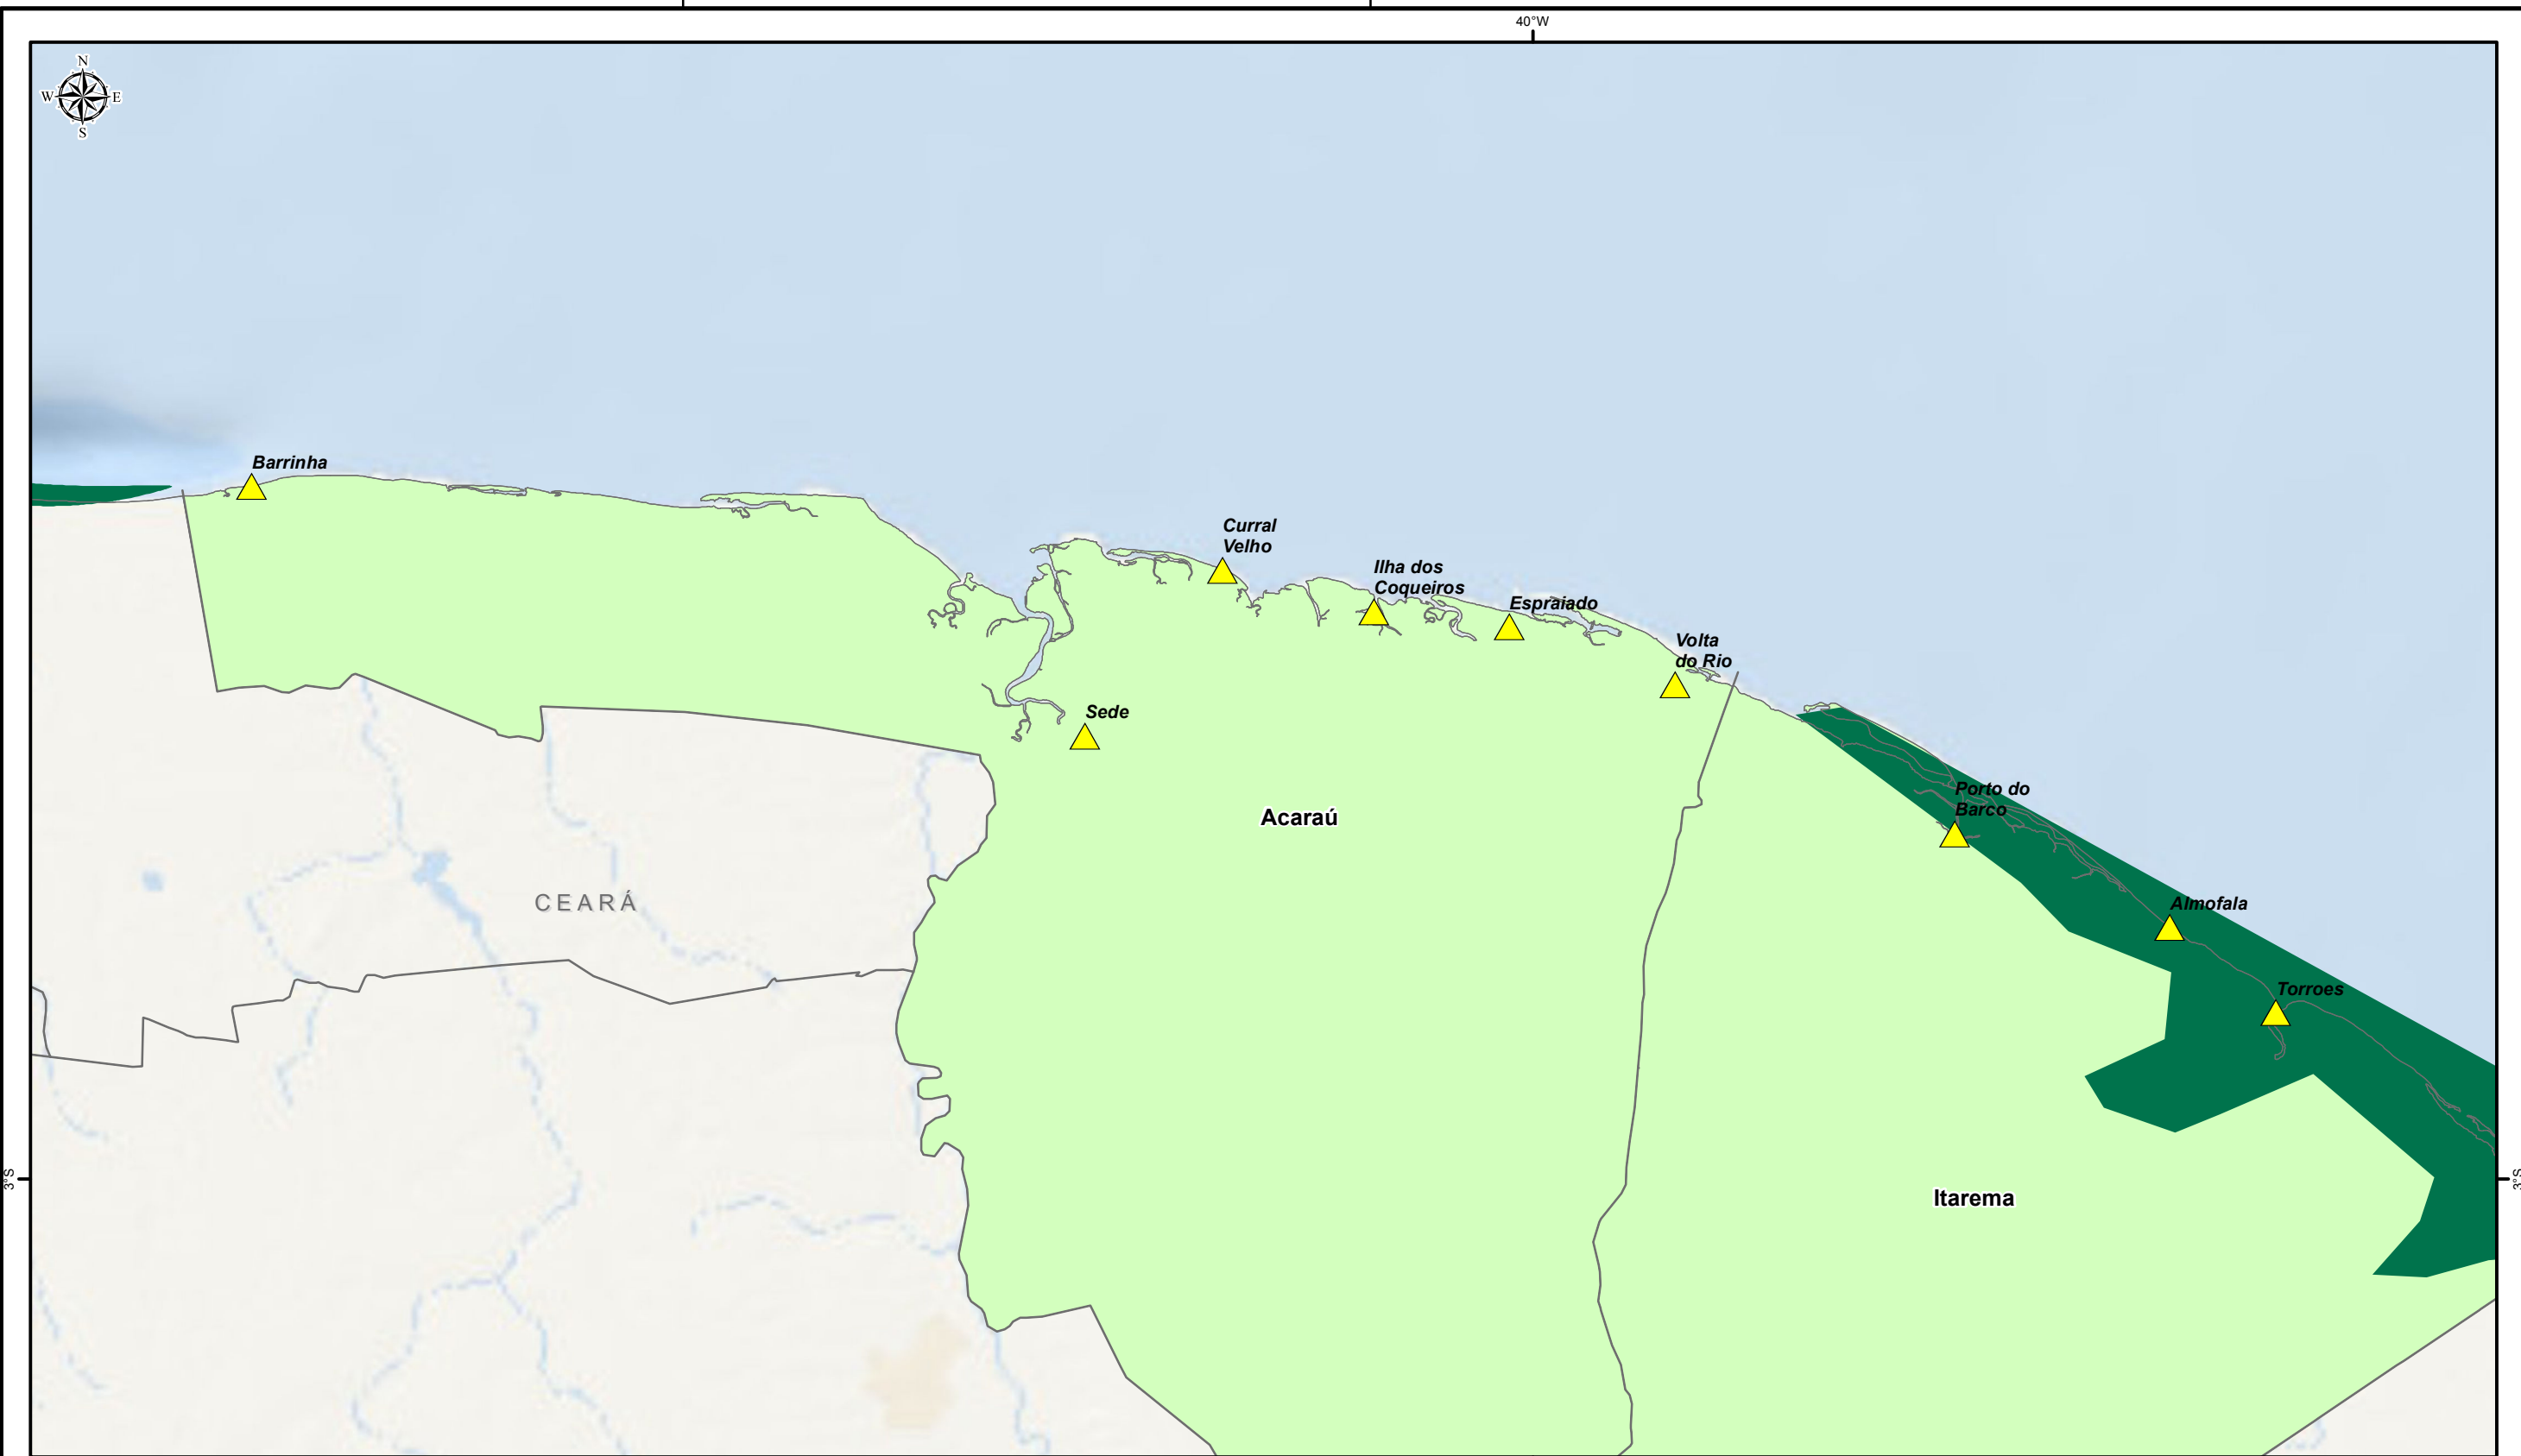 40°W
N
W
E
S
Barrinha
Curral
Velho
Ilha dos
Coqueiros
Espraiado
Volta
do Rio
Sede
Porto do
Barco
Acaraú
CEARÁ
Almofala
Torroes
3°S
3°S
Itarema